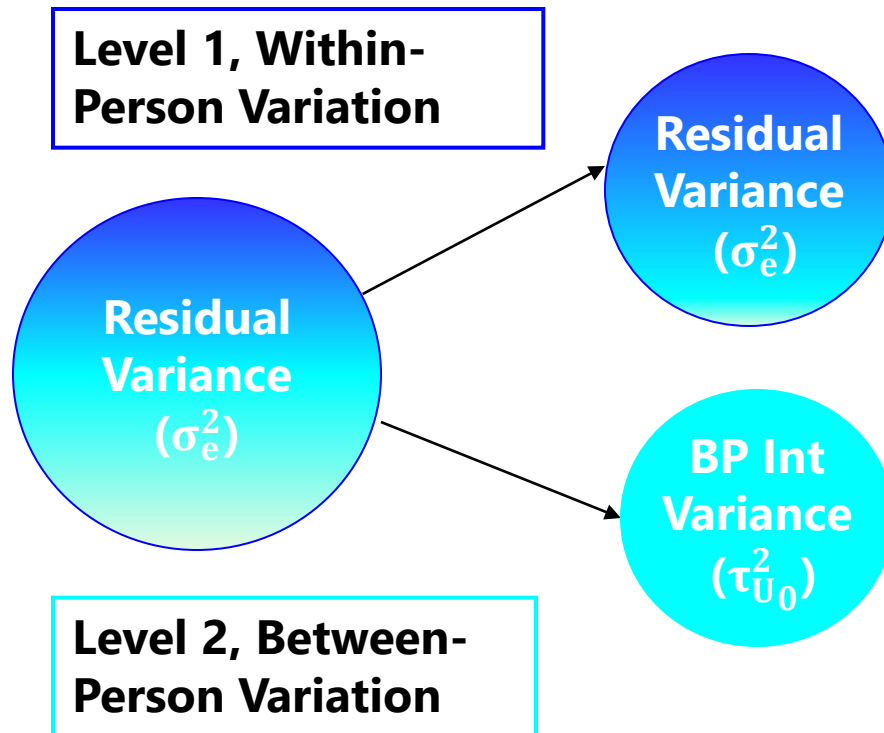 Level 1, Within-
Person Variation
Residual
Variance
(σ²ₑ)
Residual
Variance
(σ²ₑ)
BP Int
Variance
(τ²_U₀)
Level 2, Between-
Person Variation